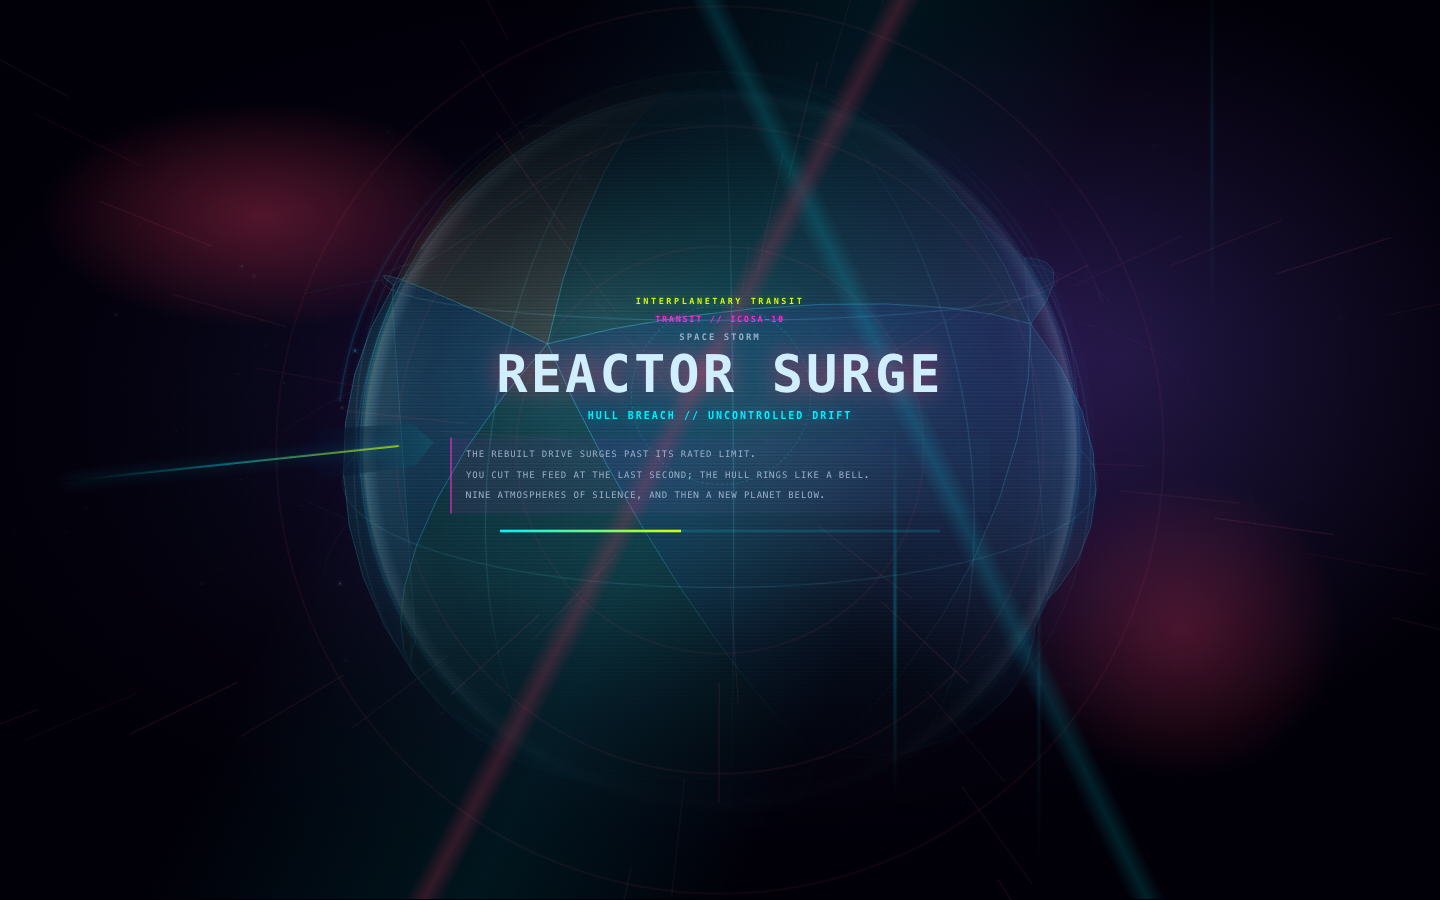 INTERPLANETARY TRANSIT
TRANSIT // ICOSA-10
SPACE STORM
REACTOR SURGE
HULL BREACH // UNCONTROLLED DRIFT
THE REBUILT DRIVE SURGES PAST ITS RATED LIMIT.
YOU CUT THE FEED AT THE LAST SECOND; THE HULL RINGS LIKE A BELL.
NINE ATMOSPHERES OF SILENCE, AND THEN A NEW PLANET BELOW.